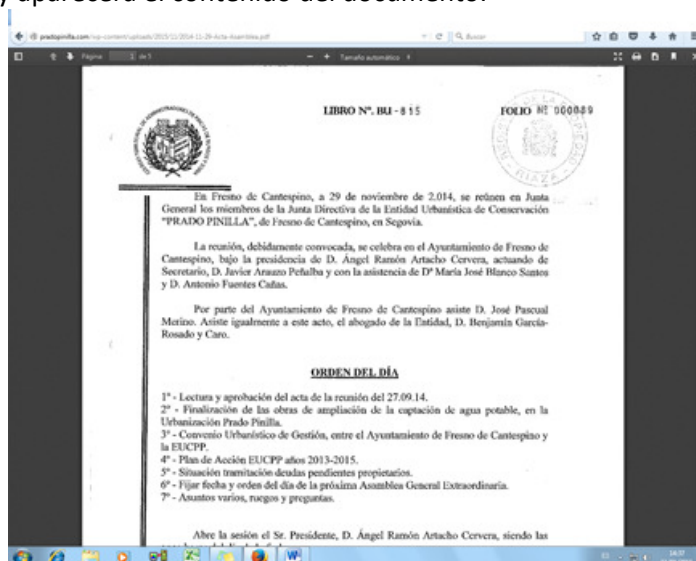 y aparecerá el contenido del documento.
pradopinilla.com/wp-content/uploads/2015/11/2014-11-29-Acta-Asamblea.pdf
Buscar
Página
1 de 5
Tamaño automático
LIBRO Nº. BU - 815
FOLIO Nº 000089
RIAZA
En Fresno de Cantespino, a 29 de noviembre de 2.014, se reúnen en Junta
General los miembros de la Junta Directiva de la Entidad Urbanística de Conservación
“PRADO PINILLA”, de Fresno de Cantespino, en Segovia.
La reunión, debidamente convocada, se celebra en el Ayuntamiento de Fresno de
Cantespino, bajo la presidencia de D. Ángel Ramón Artacho Cervera, actuando de
Secretario, D. Javier Arauzo Peñalba y con la asistencia de Dª María José Blanco Santos
y D. Antonio Fuentes Cañas.
Por parte del Ayuntamiento de Fresno de Cantespino asiste D. José Pascual
Merino. Asiste igualmente a este acto, el abogado de la Entidad, D. Benjamín García-
Rosado y Caro.
ORDEN DEL DÍA
1º - Lectura y aprobación del acta de la reunión del 27.09.14.
2º - Finalización de las obras de ampliación de la captación de agua potable, en la
Urbanización Prado Pinilla.
3º - Convenio Urbanístico de Gestión, entre el Ayuntamiento de Fresno de Cantespino y
la EUCPP.
4º - Plan de Acción EUCPP años 2013-2015.
5º - Situación tramitación deudas pendientes propietarios.
6º - Fijar fecha y orden del día de la próxima Asamblea General Extraordinaria.
7º - Asuntos varios, ruegos y preguntas.
Abre la sesión el Sr. Presidente, D. Ángel Ramón Artacho Cervera, siendo las
ES
14:37